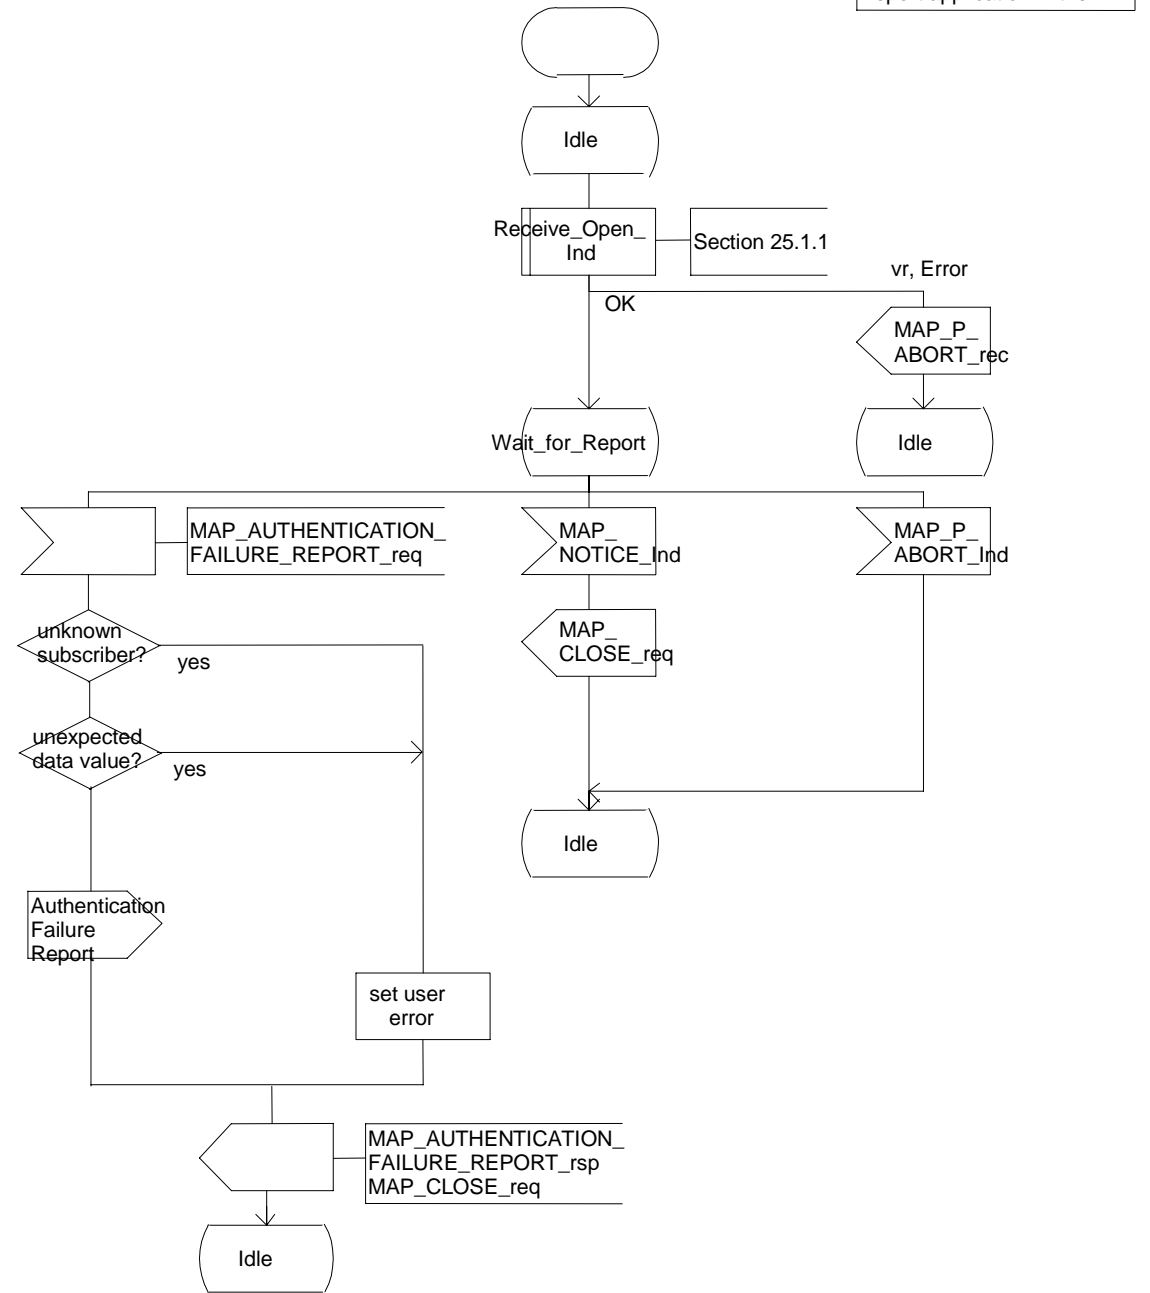 Idle
Receive_Open_
Ind
Section 25.1.1
vr, Error
OK
MAP_P_
ABORT_rec
Wait_for_Report
Idle
MAP_AUTHENTICATION_
FAILURE_REPORT_req
MAP_
NOTICE_Ind
MAP_P_
ABORT_Ind
unknown
subscriber?
yes
MAP_
CLOSE_req
unexpected
data value?
yes
Idle
Authentication
Failure
Report
set user
error
MAP_AUTHENTICATION_
FAILURE_REPORT_rsp
MAP_CLOSE_req
Idle